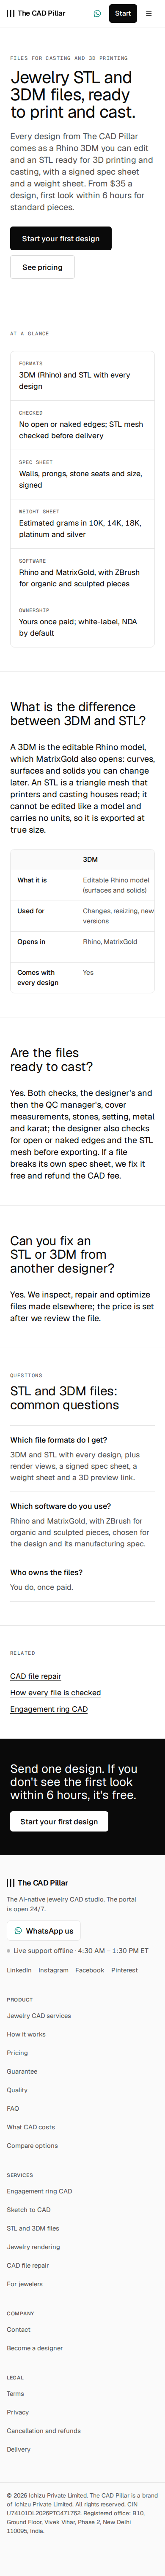 The CAD Pillar
Start
FILES FOR CASTING AND 3D PRINTING
Jewelry STL and
3DM files, ready
to print and cast.
Every design from The CAD Pillar
comes as a Rhino 3DM you can edit
and an STL ready for 3D printing and
casting, with a signed spec sheet
and a weight sheet. From $35 a
design, first look within 6 hours for
standard pieces.
Start your first design
See pricing
AT A GLANCE
FORMATS
3DM (Rhino) and STL with every
design
CHECKED
No open or naked edges; STL mesh
checked before delivery
SPEC SHEET
Walls, prongs, stone seats and size,
signed
WEIGHT SHEET
Estimated grams in 10K, 14K, 18K,
platinum and silver
SOFTWARE
Rhino and MatrixGold, with ZBrush
for organic and sculpted pieces
OWNERSHIP
Yours once paid; white-label, NDA
by default
What is the difference
between 3DM and STL?
A 3DM is the editable Rhino model,
which MatrixGold also opens: curves,
surfaces and solids you can change
later. An STL is a triangle mesh that
printers and casting houses read; it
cannot be edited like a model and
carries no units, so we export it at
true size.
3DM
What it is
Editable Rhino model
(surfaces and solids)
Used for
Changes, resizing, new
versions
Opens in
Rhino, MatrixGold
Comes with
every design
Yes
Are the files
ready to cast?
Yes. Both checks, the designer's and
then the QC manager's, cover
measurements, stones, setting, metal
and karat; the designer also checks
for open or naked edges and the STL
mesh before exporting. If a file
breaks its own spec sheet, we fix it
free and refund the CAD fee.
Can you fix an
STL or 3DM from
another designer?
Yes. We inspect, repair and optimize
files made elsewhere; the price is set
after we review the file.
QUESTIONS
STL and 3DM files:
common questions
Which file formats do I get?
3DM and STL with every design, plus
render views, a signed spec sheet, a
weight sheet and a 3D preview link.
Which software do you use?
Rhino and MatrixGold, with ZBrush for
organic and sculpted pieces, chosen for
the design and its manufacturing spec.
Who owns the files?
You do, once paid.
RELATED
CAD file repair
How every file is checked
Engagement ring CAD
Send one design. If you
don't see the first look
within 6 hours, it's free.
Start your first design
The CAD Pillar
The AI-native jewelry CAD studio. The portal
is open 24/7.
WhatsApp us
Live support offline · 4:30 AM – 1:30 PM ET
LinkedIn Instagram Facebook Pinterest
PRODUCT
Jewelry CAD services
How it works
Pricing
Guarantee
Quality
FAQ
What CAD costs
Compare options
SERVICES
Engagement ring CAD
Sketch to CAD
STL and 3DM files
Jewelry rendering
CAD file repair
For jewelers
COMPANY
Contact
Become a designer
LEGAL
Terms
Privacy
Cancellation and refunds
Delivery
© 2026 Ichizu Private Limited. The CAD Pillar is a brand
of Ichizu Private Limited. All rights reserved. CIN
U74101DL2026PTC471762. Registered office: B10,
Ground Floor, Vivek Vihar, Phase 2, New Delhi
110095, India.